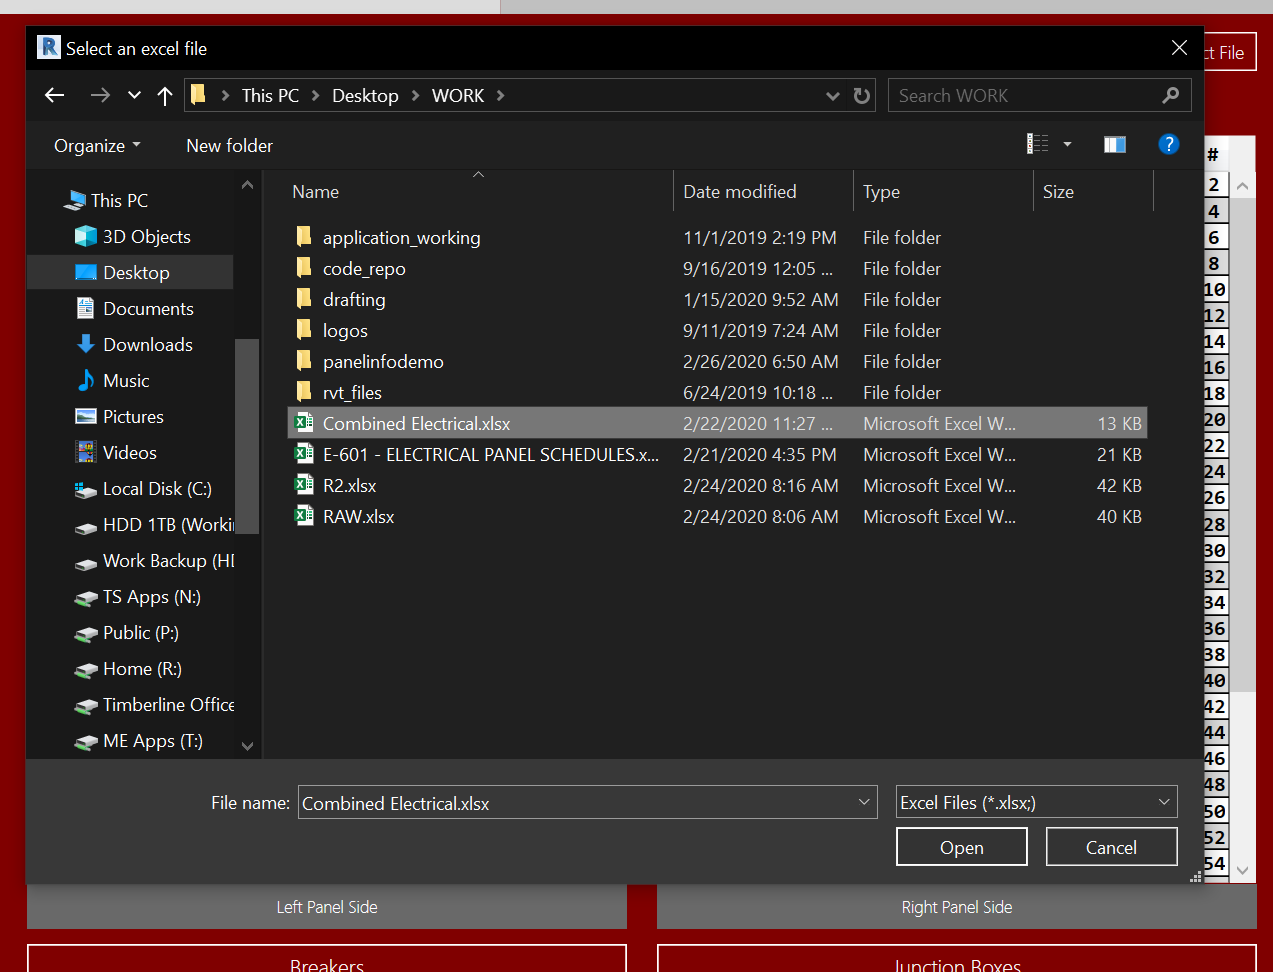 Select an excel file
ct File
This PC > Desktop > WORK >
Search WORK
Organize
New folder
?
#
Name
Date modified
Type
Size
This PC
3D Objects
Desktop
Documents
Downloads
Music
Pictures
Videos
Local Disk (C:)
HDD 1TB (Worki
Work Backup (HD
TS Apps (N:)
Public (P:)
Home (R:)
Timberline Office
ME Apps (T:)
application_working 11/1/2019 2:19 PM File folder
code_repo 9/16/2019 12:05 ... File folder
drafting 1/15/2020 9:52 AM File folder
logos 9/11/2019 7:24 AM File folder
panelinfodemo 2/26/2020 6:50 AM File folder
rvt_files 6/24/2019 10:18 ... File folder
Combined Electrical.xlsx 2/22/2020 11:27 ... Microsoft Excel W... 13 KB
E-601 - ELECTRICAL PANEL SCHEDULES.x... 2/21/2020 4:35 PM Microsoft Excel W... 21 KB
R2.xlsx 2/24/2020 8:16 AM Microsoft Excel W... 42 KB
RAW.xlsx 2/24/2020 8:06 AM Microsoft Excel W... 40 KB
2
4
6
8
10
12
14
16
18
20
22
24
26
28
30
32
34
36
38
40
42
44
46
48
50
52
54
File name: Combined Electrical.xlsx
Excel Files (*.xlsx;)
Open
Cancel
Left Panel Side
Right Panel Side
Breakers
Junction Boxes